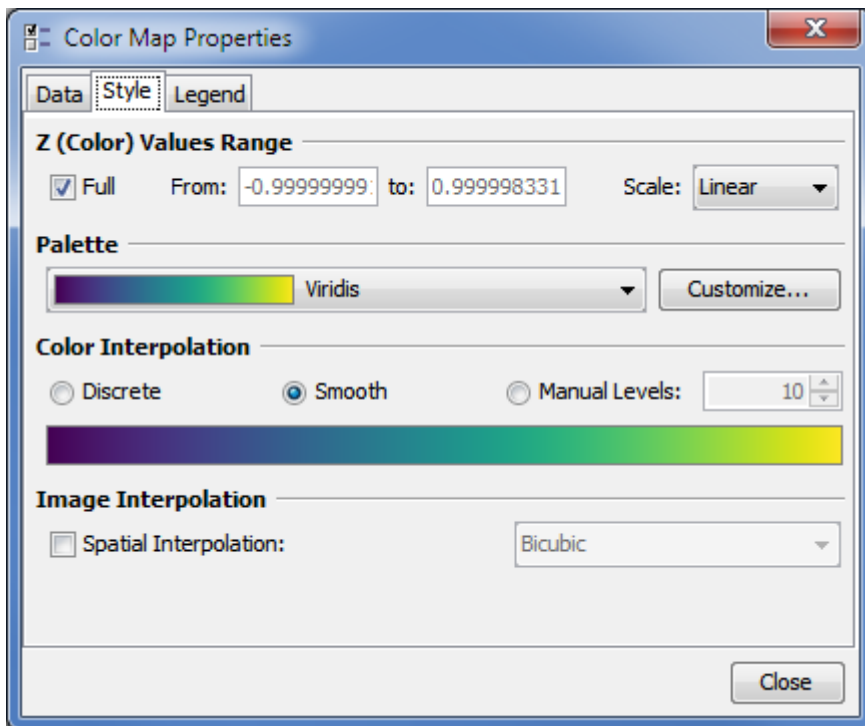 Color Map Properties
Data Style Legend
Z (Color) Values Range
Full From: -0.99999999 to: 0.999998331 Scale: Linear
Palette
Viridis Customize...
Color Interpolation
Discrete Smooth Manual Levels: 10
Image Interpolation
Spatial Interpolation: Bicubic
Close